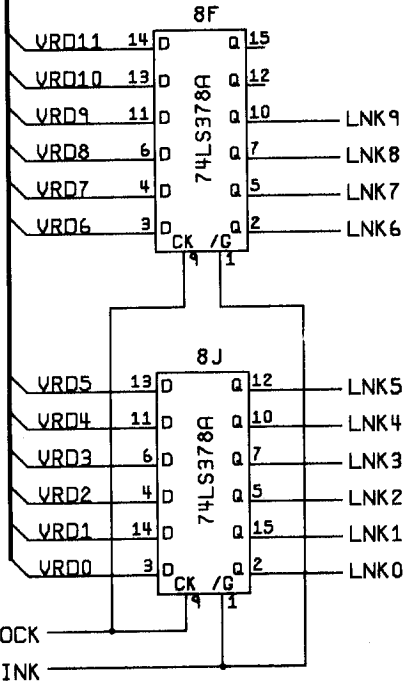 8F
VRD11 14 D Q 15
VRD10 13 D Q 12
VRD9 11 D Q 10 LNK9
VRD8 6 D Q 7 LNK8
VRD7 4 D Q 5 LNK7
VRD6 3 D Q 2 LNK6
74LS378A
CK /G
9 1
8J
VRD5 13 D Q 12 LNK5
VRD4 11 D Q 10 LNK4
VRD3 6 D Q 7 LNK3
VRD2 4 D Q 5 LNK2
VRD1 14 D Q 15 LNK1
VRD0 3 D Q 2 LNK0
74LS378A
CK /G
9 1
OCK
INK